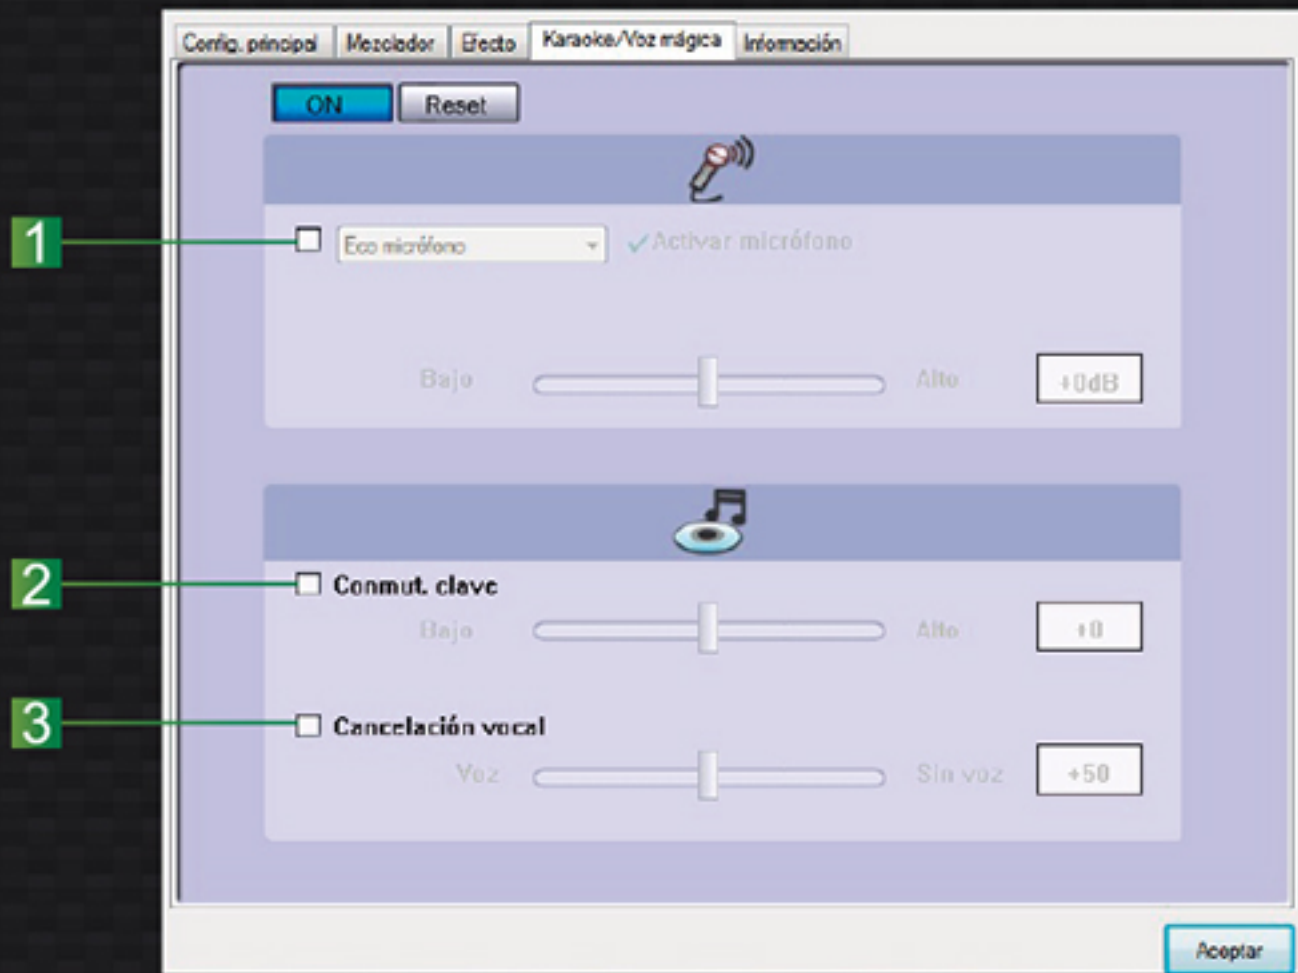 Config. principal Mezclador Efecto Karaoke/Voz mágica Información
ON Reset
1 Eco micrófono Activar micrófono
Bajo Alto +0dB
2 Conmut. clave
Bajo Alto +0
3 Cancelación vocal
Voz Sin voz +50
Aceptar